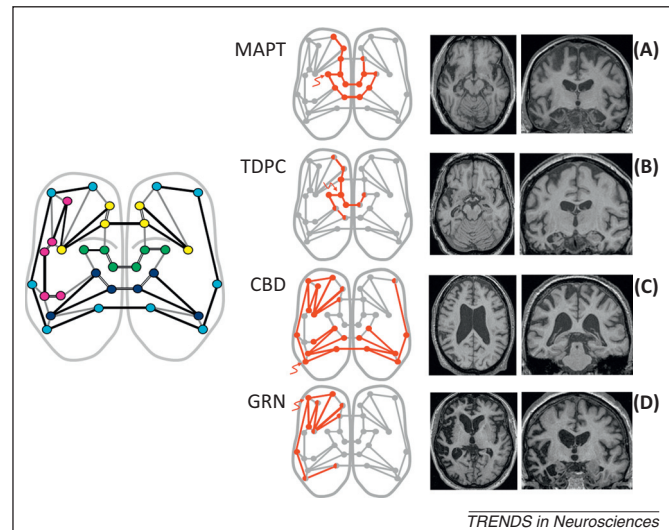 MAPT
(A)
TDPC
(B)
CBD
(C)
GRN
(D)
TRENDS in Neurosciences